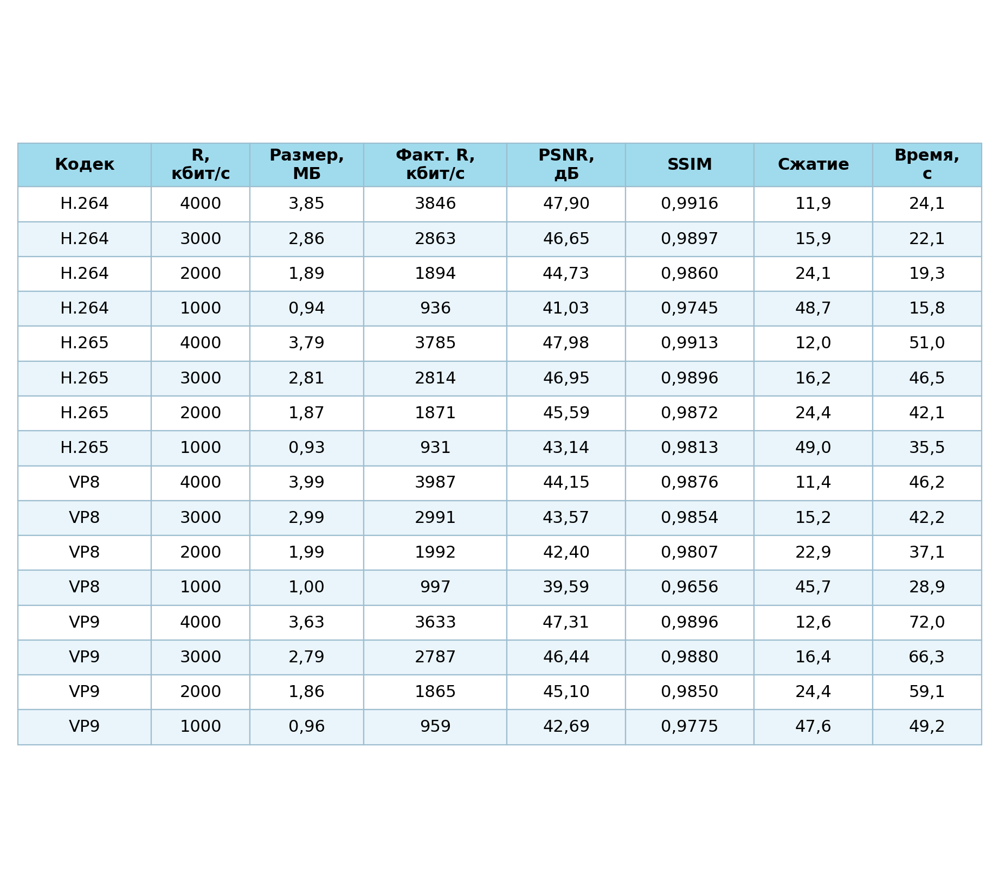 Кодек R, кбит/с Размер, МБ Факт. R, кбит/с PSNR, дБ SSIM Сжатие Время, с
H.264 4000 3,85 3846 47,90 0,9916 11,9 24,1
H.264 3000 2,86 2863 46,65 0,9897 15,9 22,1
H.264 2000 1,89 1894 44,73 0,9860 24,1 19,3
H.264 1000 0,94 936 41,03 0,9745 48,7 15,8
H.265 4000 3,79 3785 47,98 0,9913 12,0 51,0
H.265 3000 2,81 2814 46,95 0,9896 16,2 46,5
H.265 2000 1,87 1871 45,59 0,9872 24,4 42,1
H.265 1000 0,93 931 43,14 0,9813 49,0 35,5
VP8 4000 3,99 3987 44,15 0,9876 11,4 46,2
VP8 3000 2,99 2991 43,57 0,9854 15,2 42,2
VP8 2000 1,99 1992 42,40 0,9807 22,9 37,1
VP8 1000 1,00 997 39,59 0,9656 45,7 28,9
VP9 4000 3,63 3633 47,31 0,9896 12,6 72,0
VP9 3000 2,79 2787 46,44 0,9880 16,4 66,3
VP9 2000 1,86 1865 45,10 0,9850 24,4 59,1
VP9 1000 0,96 959 42,69 0,9775 47,6 49,2